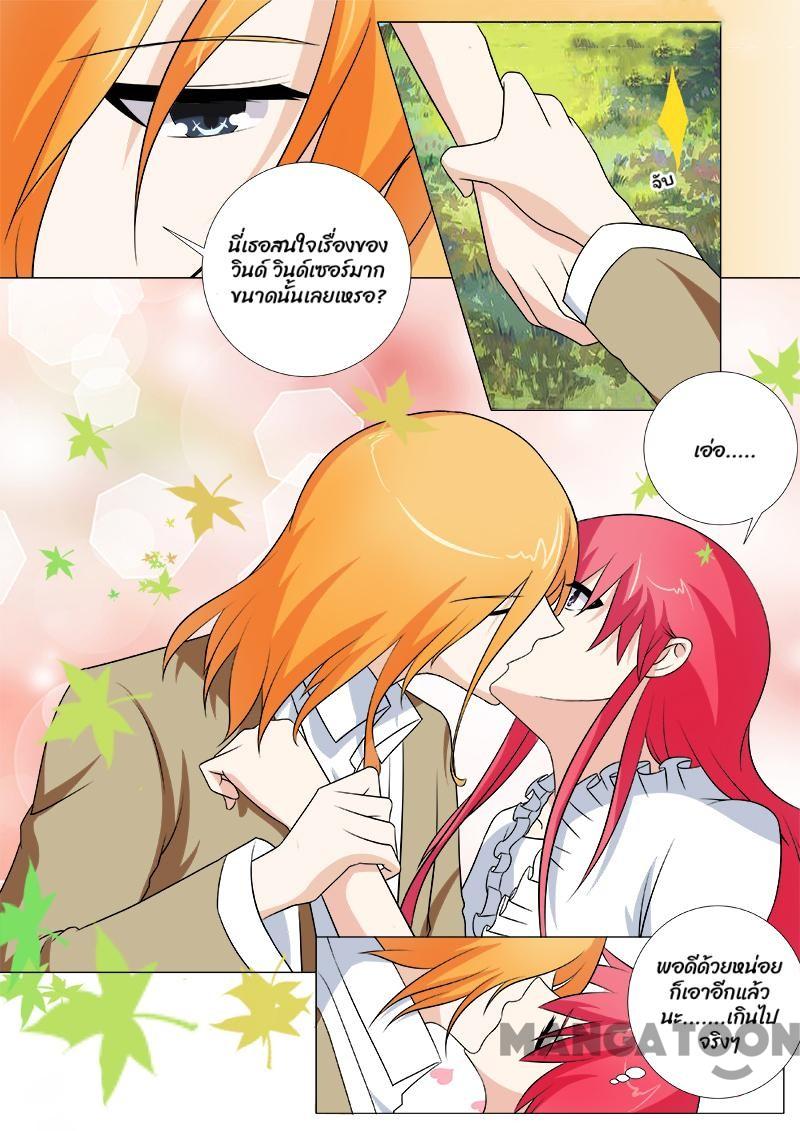 จับ
นี่เธอสนใจเรื่องของ
วินด์ วินด์เซอร์มาก
ขนาดนั้นเลยเหรอ?
เอ่อ.....
พอดีด้วยหน่อย
ก็เอาอีกแล้ว
นะ.......เกินไป
จริงๆ
MANGATOON